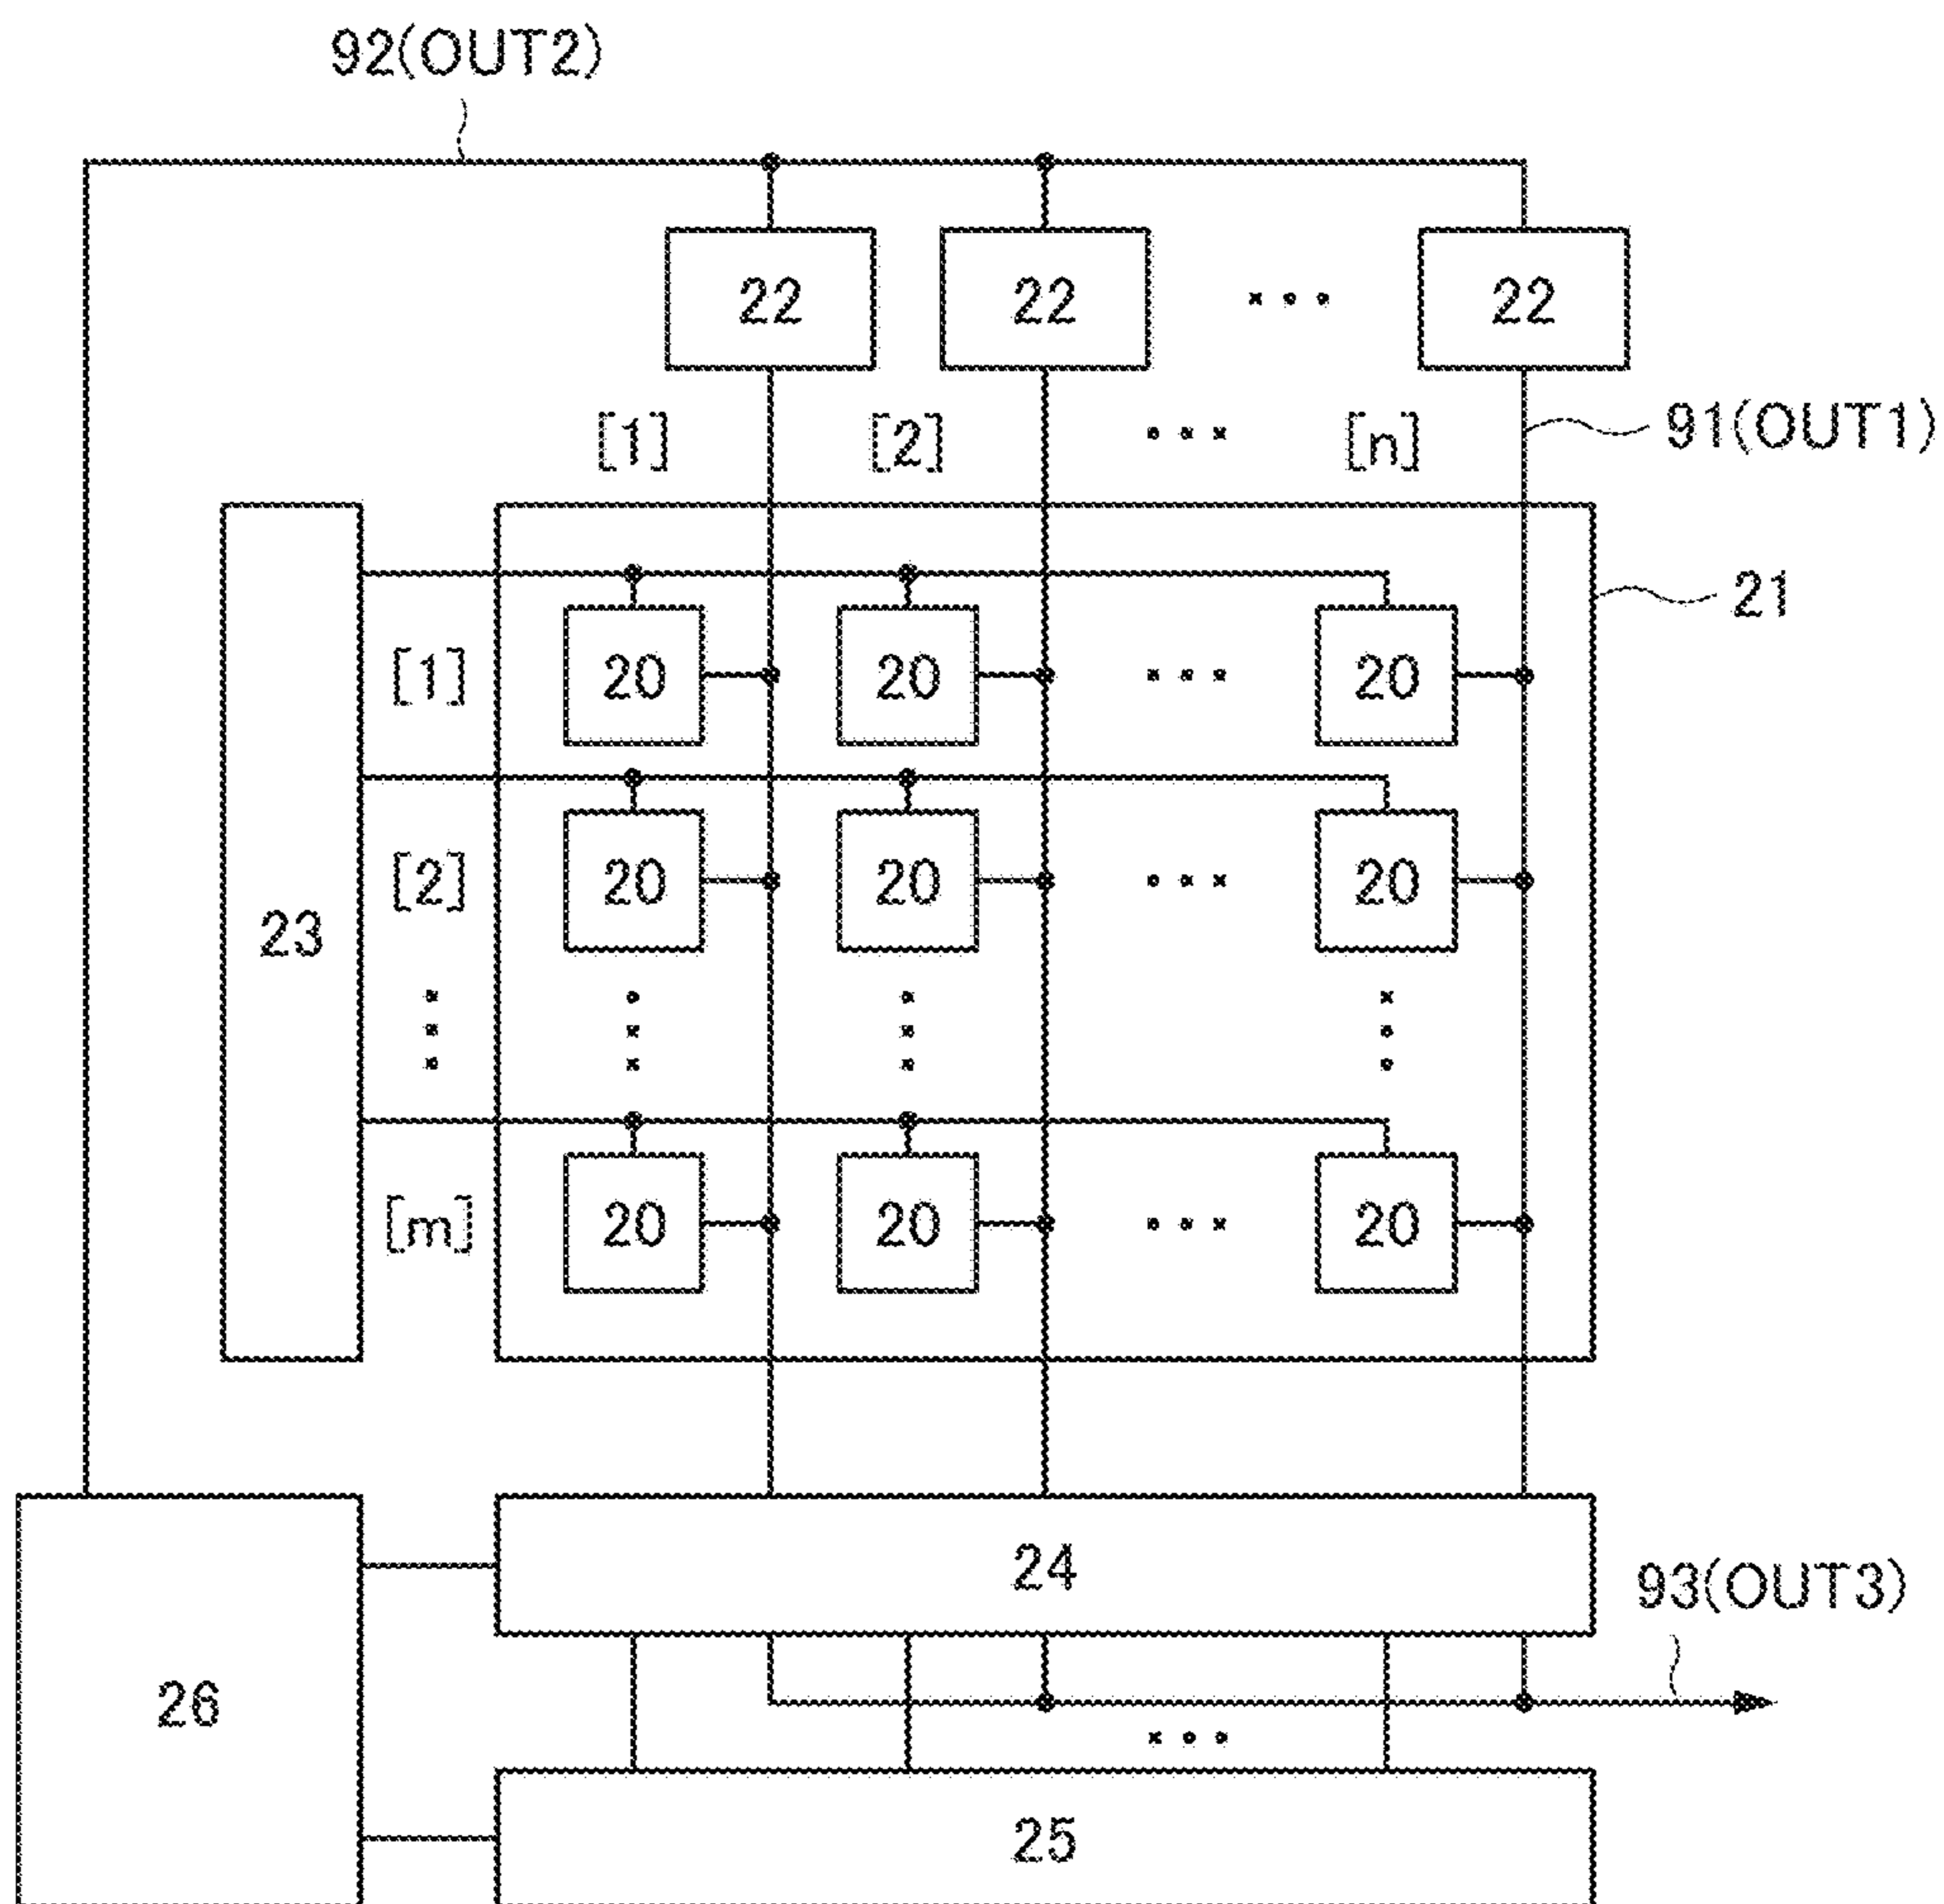 92(OUT2)
22 22 ••• 22
[1] [2] ••• [n] 91(OUT1)
21
[1] 20 20 ••• 20
[2] 20 20 ••• 20
23
[m] 20 20 ••• 20
24
93(OUT3)
26
•••
25